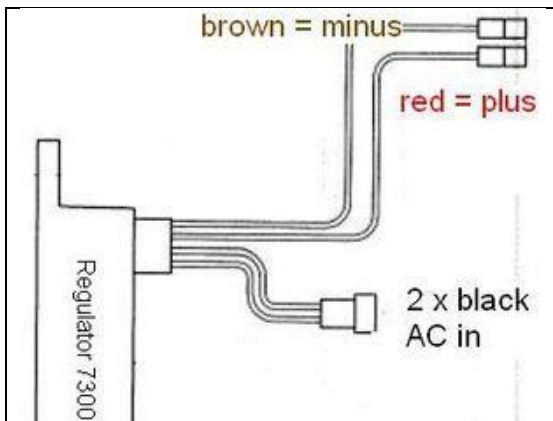 brown = minus
red = plus
2 x black
AC in
Regulator 7300